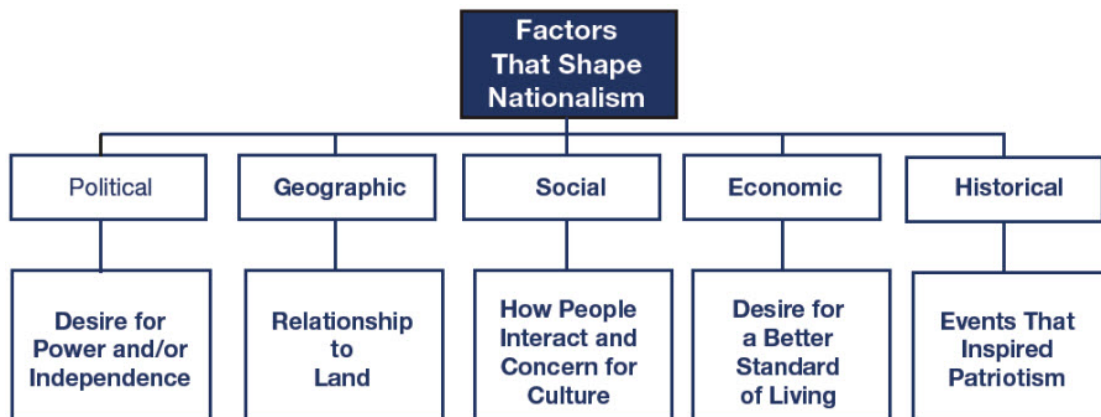 Factors
That Shape
Nationalism
Political
Geographic
Social
Economic
Historical
Desire for
Power and/or
Independence
Relationship
to
Land
How People
Interact and
Concern for
Culture
Desire for
a Better
Standard
of Living
Events That
Inspired
Patriotism